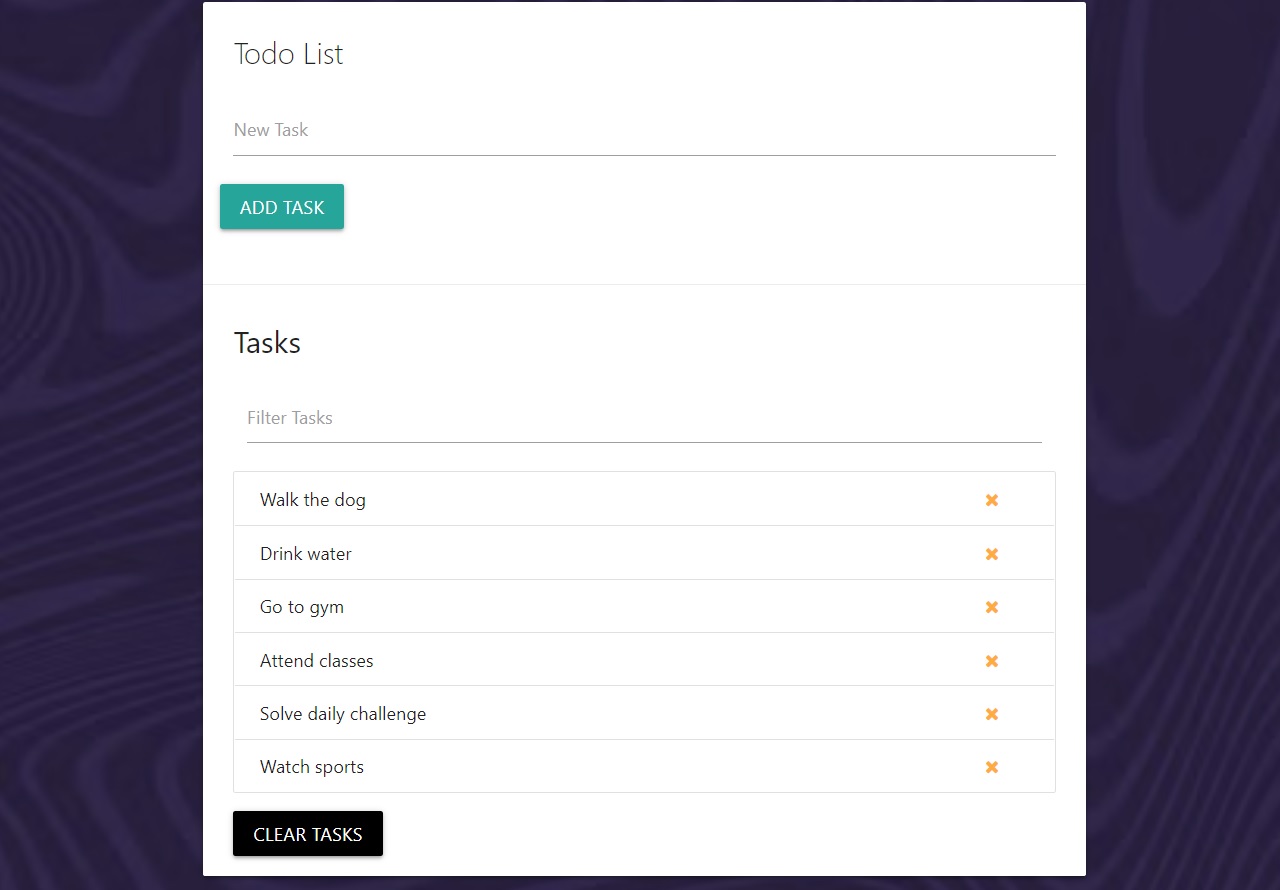 Todo List
New Task
ADD TASK
Tasks
Filter Tasks
Walk the dog
Drink water
Go to gym
Attend classes
Solve daily challenge
Watch sports
CLEAR TASKS